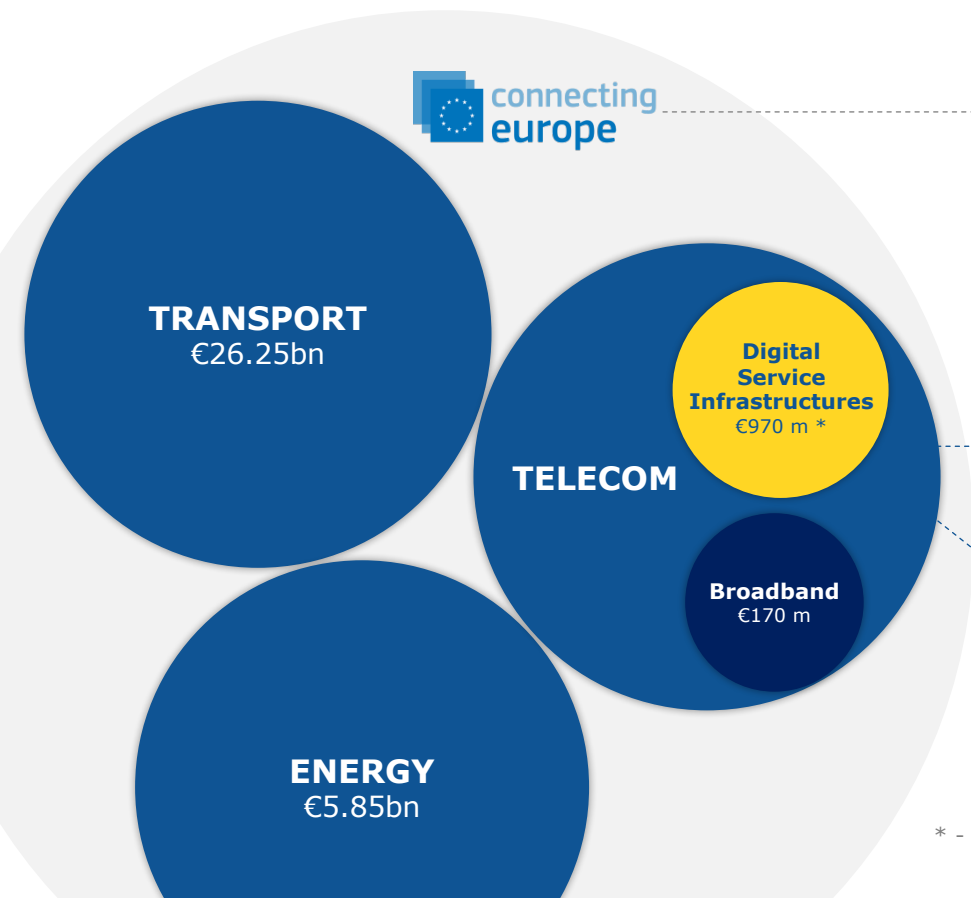 connecting
europe
TRANSPORT
€26.25bn
Digital
Service
Infrastructures
€970 m *
TELECOM
Broadband
€170 m
ENERGY
€5.85bn
* -